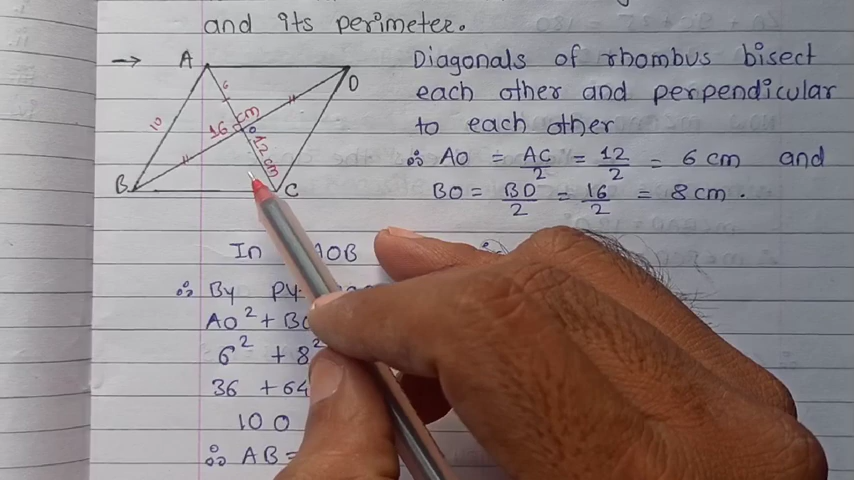 and its perimeter.
→
A
D
B
C
O
10
6
16 cm
12 cm
Diagonals of rhombus bisect
each other and perpendicular
to each other
∴ AO = AC/2 = 12/2 = 6 cm and
BO = BD/2 = 16/2 = 8 cm.
In AOB
∴ By
AO² + BO
6² + 8²
36 + 64
100
∴ AB =